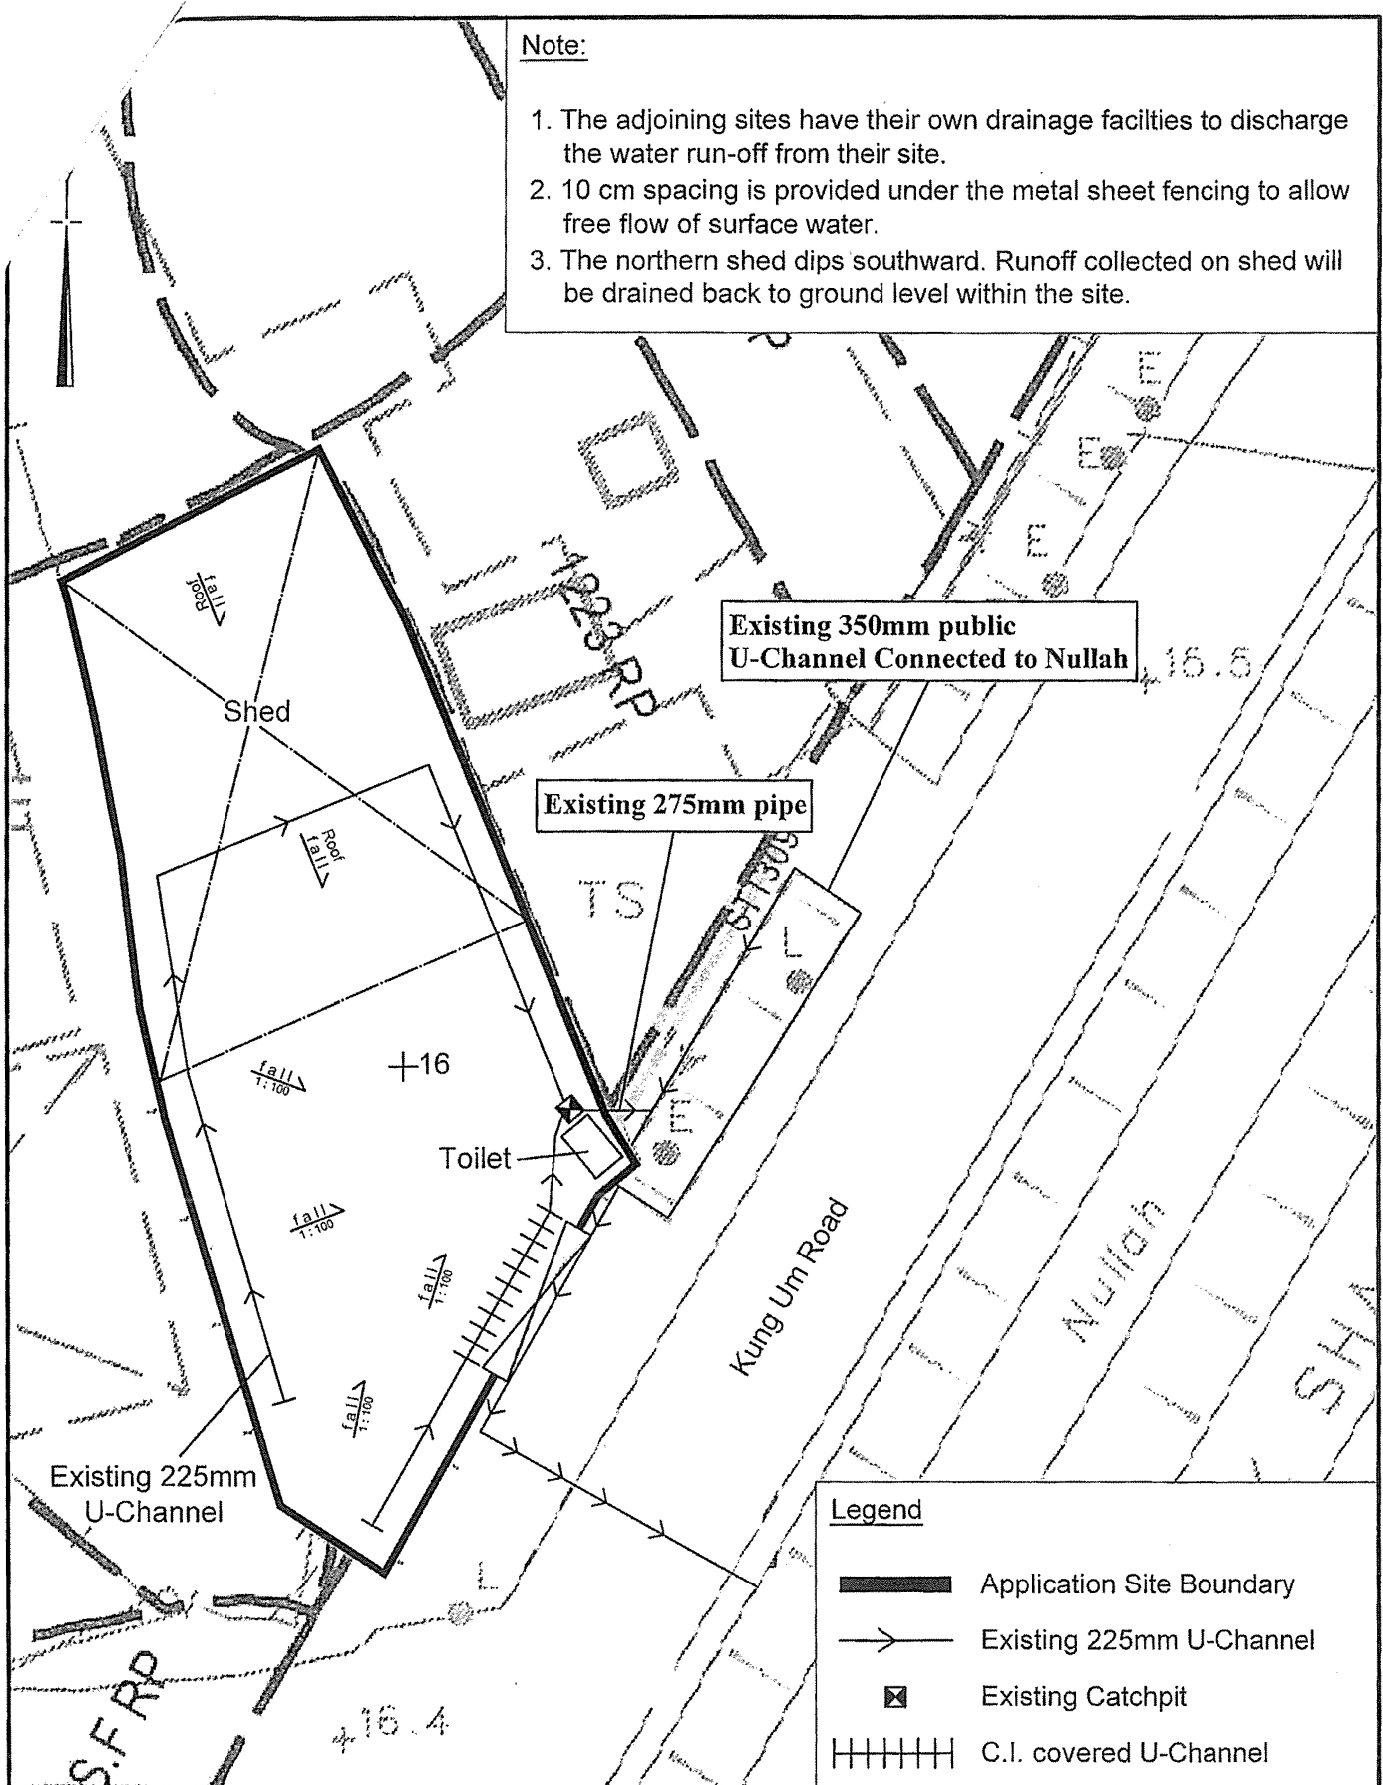 Note:
1. The adjoining sites have their own drainage facilties to discharge
the water run-off from their site.
2. 10 cm spacing is provided under the metal sheet fencing to allow
free flow of surface water.
3. The northern shed dips southward. Runoff collected on shed will
be drained back to ground level within the site.
E
E
E
Roof
fall
1223 RP
Existing 350mm public
U-Channel Connected to Nullah
16.6
Shed
Existing 275mm pipe
Roof
fall
TS
STT309
L
fall
1:100
16
E
Toilet
fall
1:100
fall
1:100
Kung Um Road
Nullah
SHA
fall
1:100
Existing 225mm
U-Channel
L
S.F RP
16.4
Legend
Application Site Boundary
Existing 225mm U-Channel
Existing Catchpit
C.I. covered U-Channel